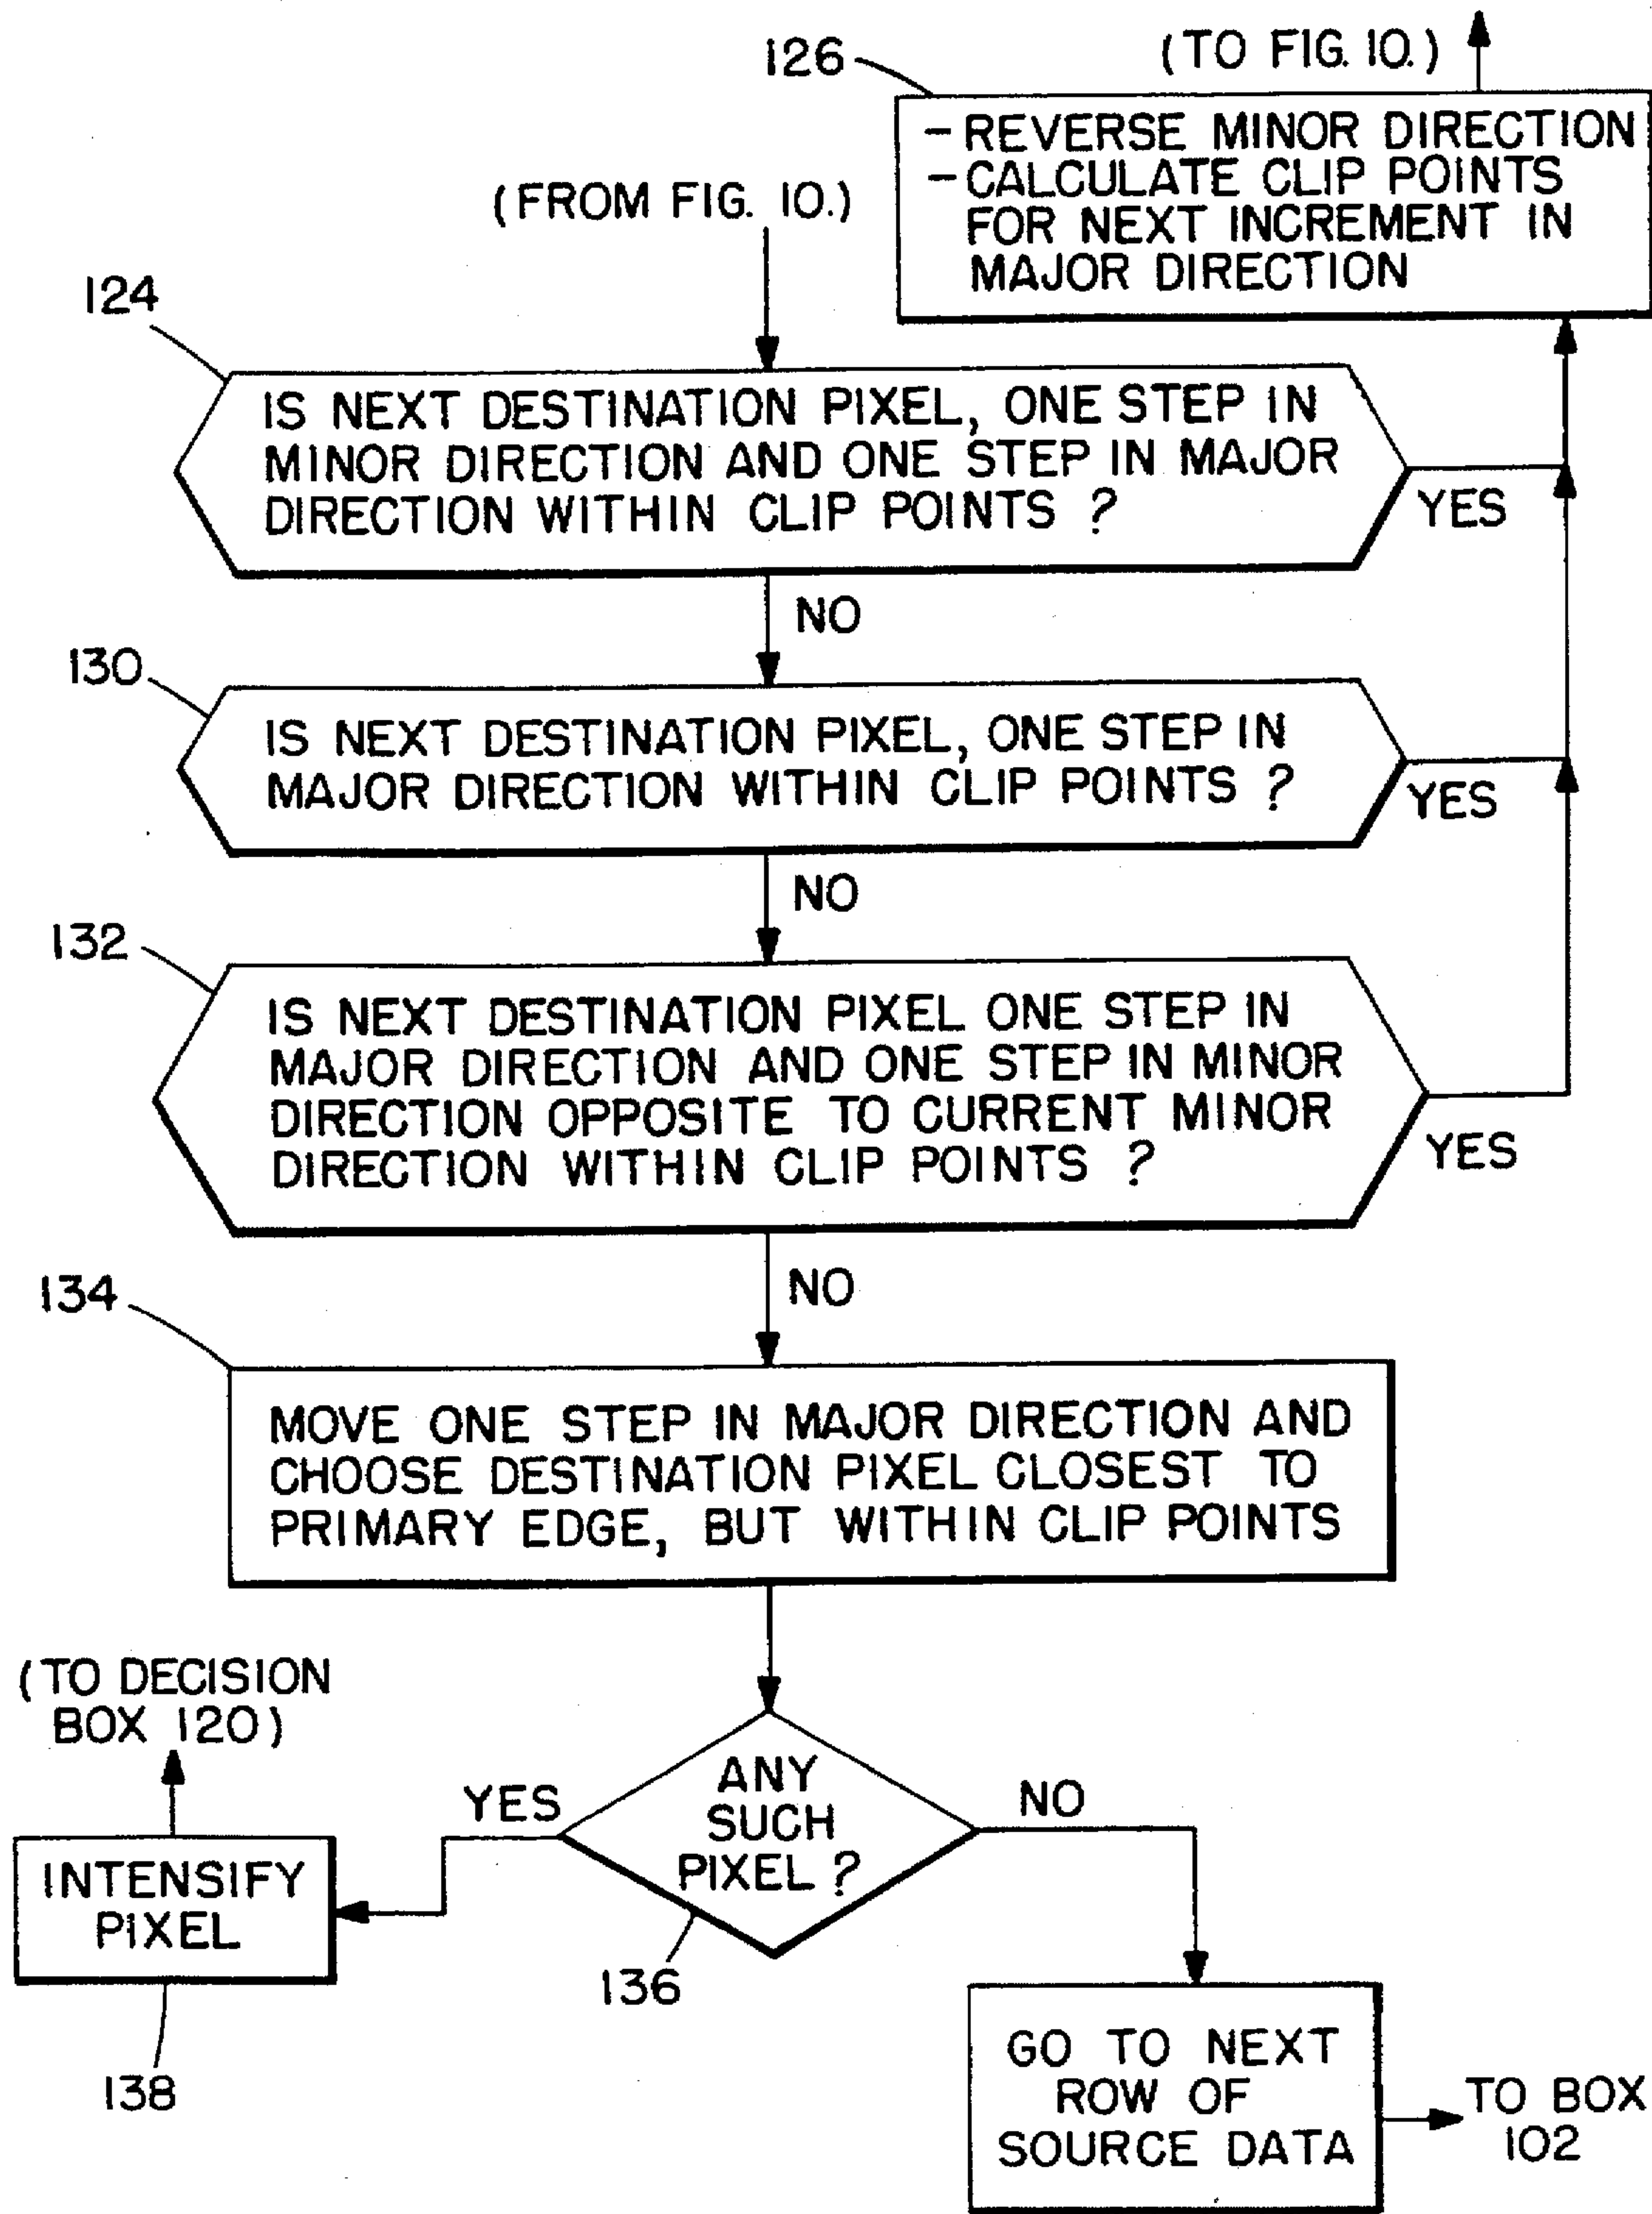 126
(TO FIG. 10.)
– REVERSE MINOR DIRECTION
– CALCULATE CLIP POINTS
FOR NEXT INCREMENT IN
MAJOR DIRECTION
(FROM FIG. 10.)
124
IS NEXT DESTINATION PIXEL, ONE STEP IN
MINOR DIRECTION AND ONE STEP IN MAJOR
DIRECTION WITHIN CLIP POINTS ?
YES
NO
130
IS NEXT DESTINATION PIXEL, ONE STEP IN
MAJOR DIRECTION WITHIN CLIP POINTS ?
YES
NO
132
IS NEXT DESTINATION PIXEL ONE STEP IN
MAJOR DIRECTION AND ONE STEP IN MINOR
DIRECTION OPPOSITE TO CURRENT MINOR
DIRECTION WITHIN CLIP POINTS ?
YES
NO
134
MOVE ONE STEP IN MAJOR DIRECTION AND
CHOOSE DESTINATION PIXEL CLOSEST TO
PRIMARY EDGE, BUT WITHIN CLIP POINTS
(TO DECISION
BOX 120)
YES
ANY
SUCH
PIXEL ?
NO
INTENSIFY
PIXEL
136
138
GO TO NEXT
ROW OF
SOURCE DATA
TO BOX
102